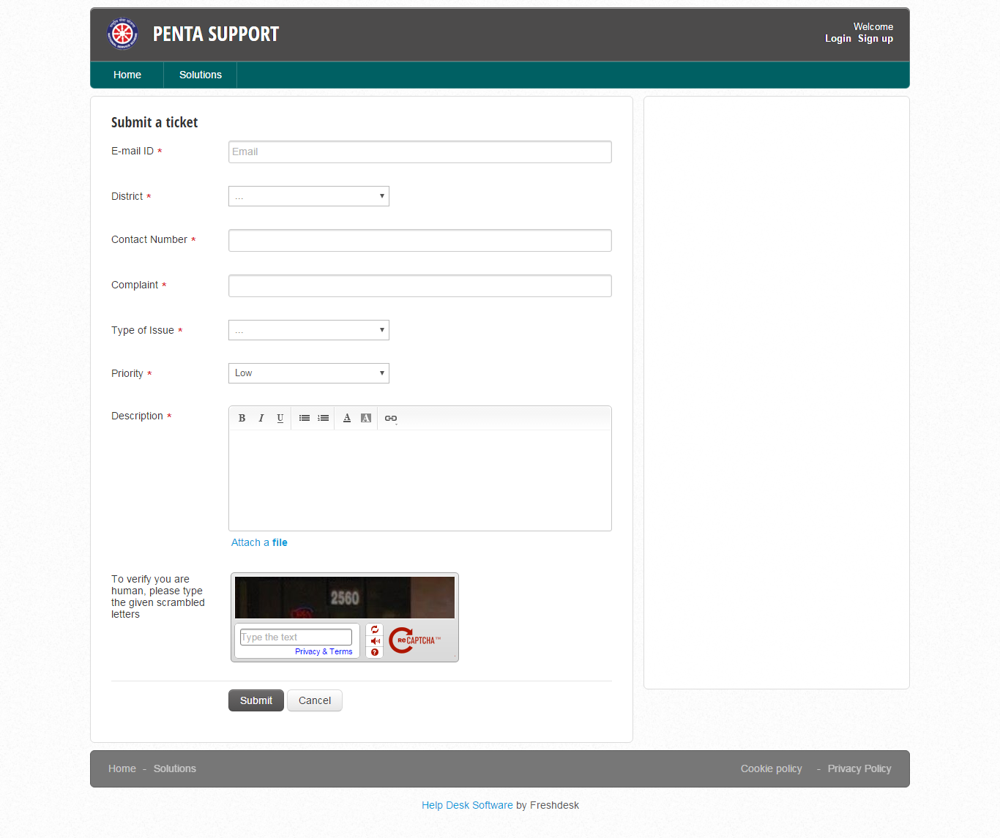 PENTA SUPPORT
Welcome
Login Sign up
Home Solutions
Submit a ticket
E-mail ID *
Email
District *
...
Contact Number *
Complaint *
Type of Issue *
...
Priority *
Low
Description *
B I U A A
Attach a file
To verify you are
human, please type
the given scrambled
letters
2560
Type the text
Privacy & Terms
RECAPTCHA™
Submit Cancel
Home - Solutions
Cookie policy - Privacy Policy
Help Desk Software by Freshdesk